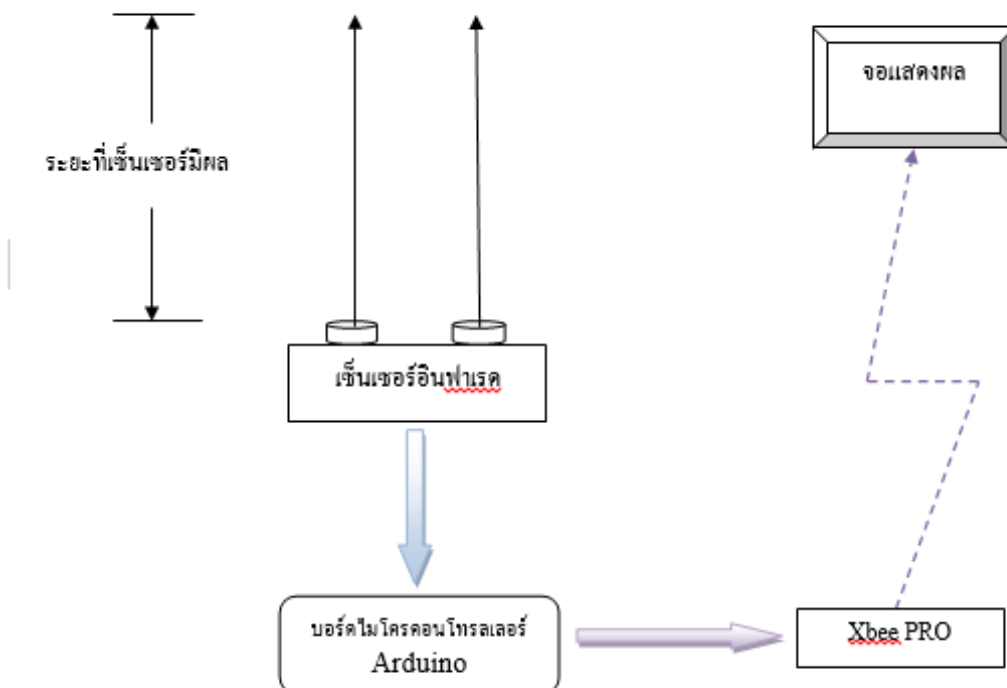 จอแสดงผล
ระยะที่เซ็นเซอร์มีผล
เซ็นเซอร์อินฟาเรด
บอร์ดไมโครคอนโทรลเลอร์
Arduino
Xbee PRO